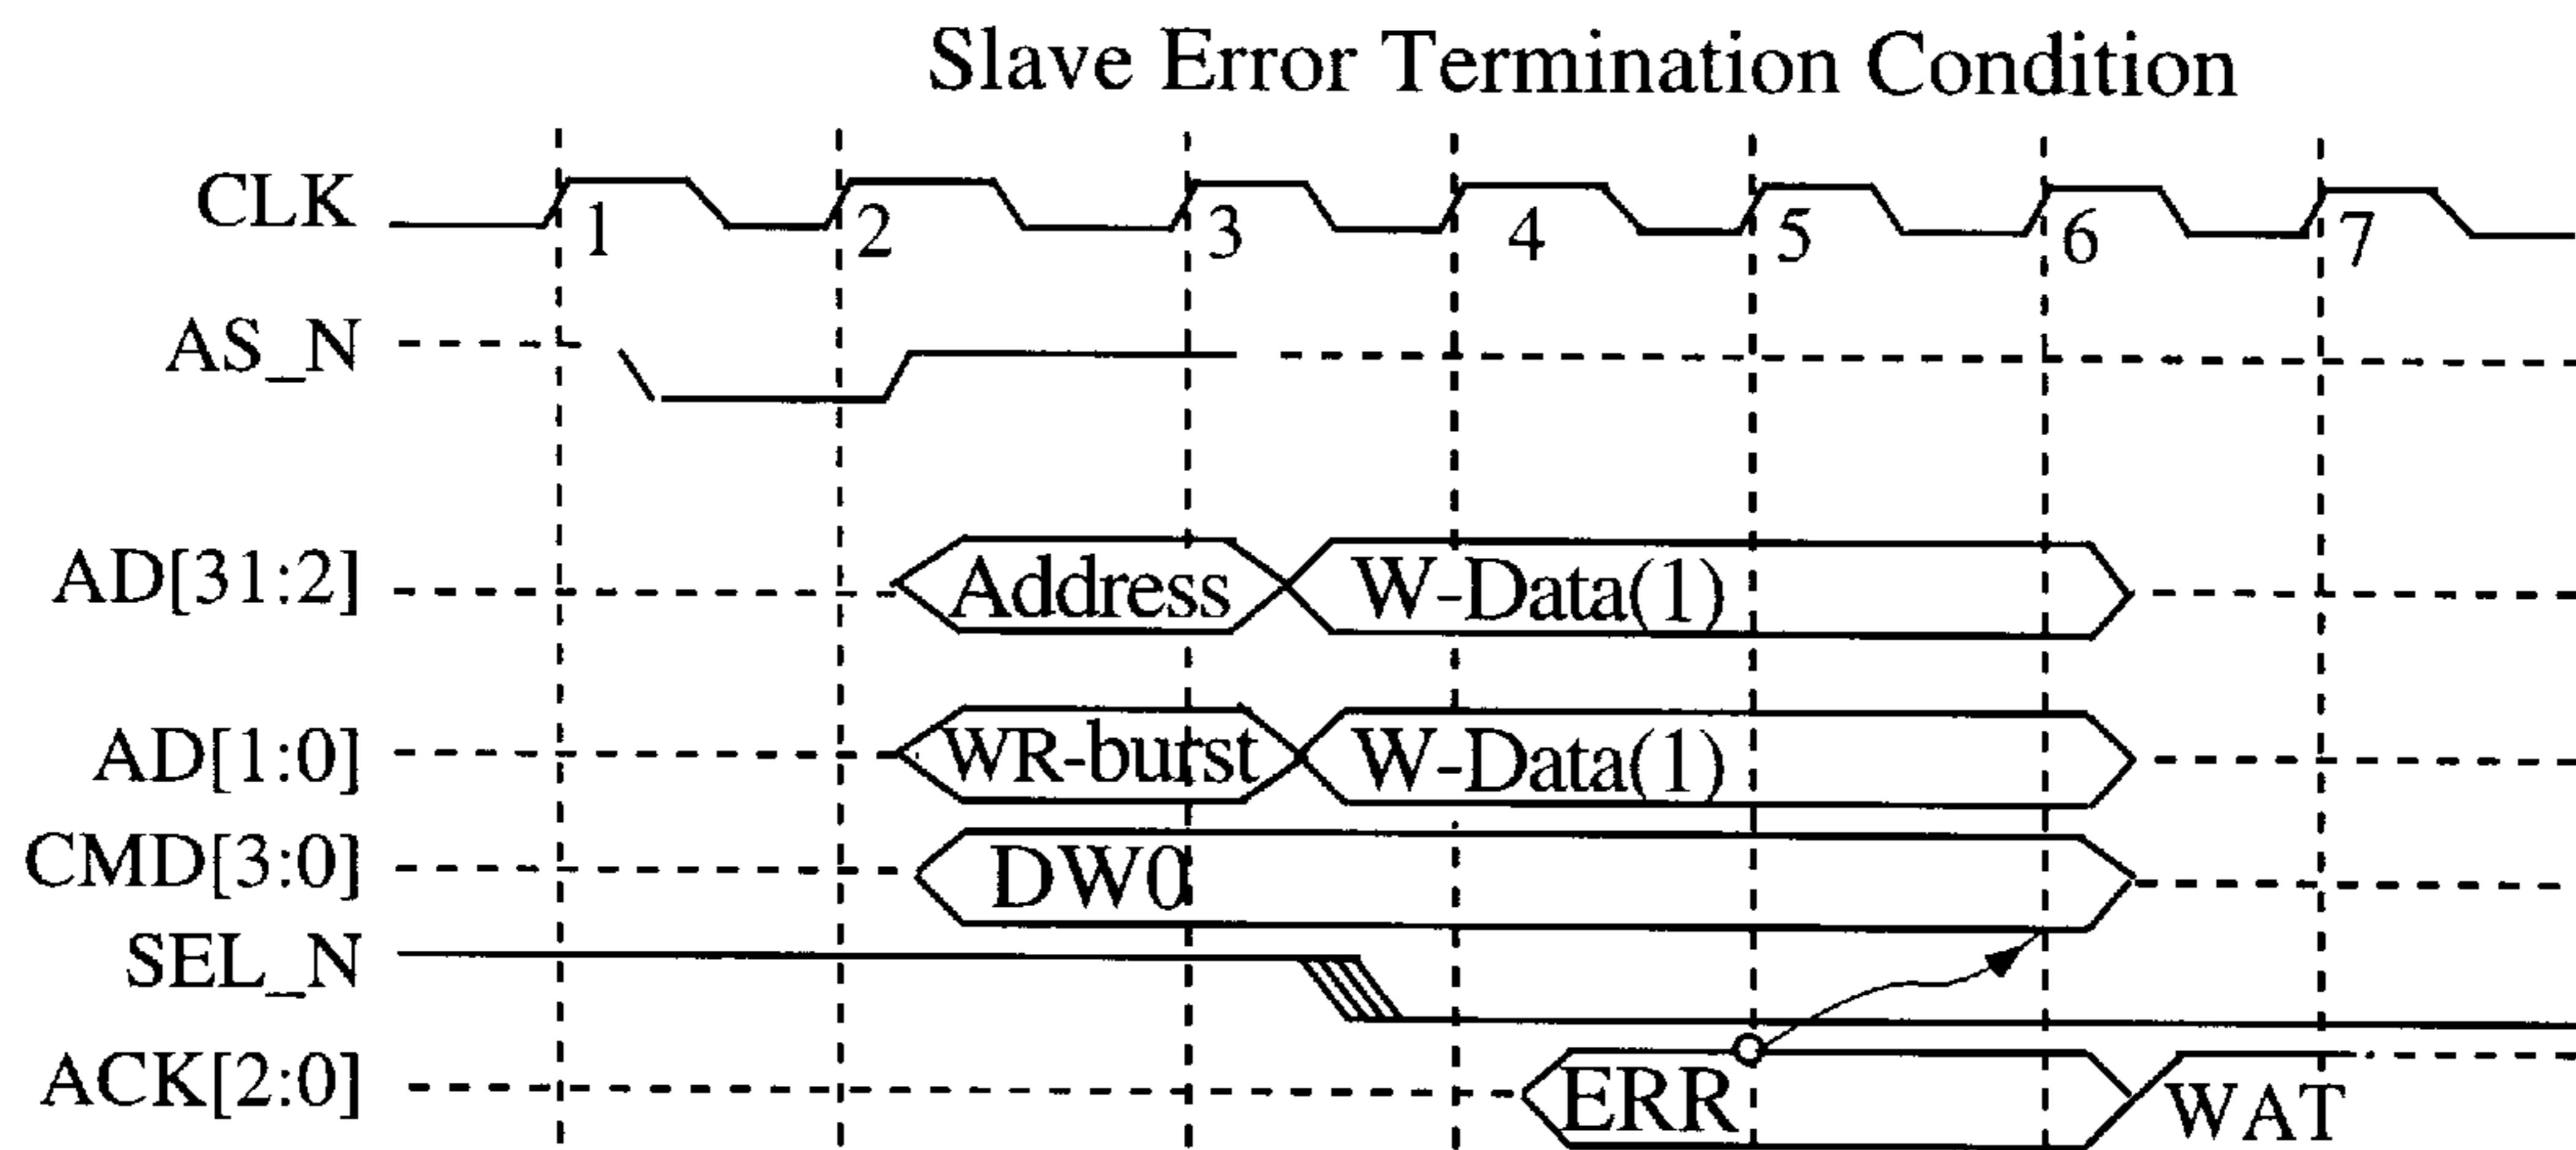 Slave Error Termination Condition
CLK 1 2 3 4 5 6 7
AS_N
AD[31:2] Address W-Data(1)
AD[1:0] WR-burst W-Data(1)
CMD[3:0] DW0
SEL_N
ACK[2:0] ERR WAT